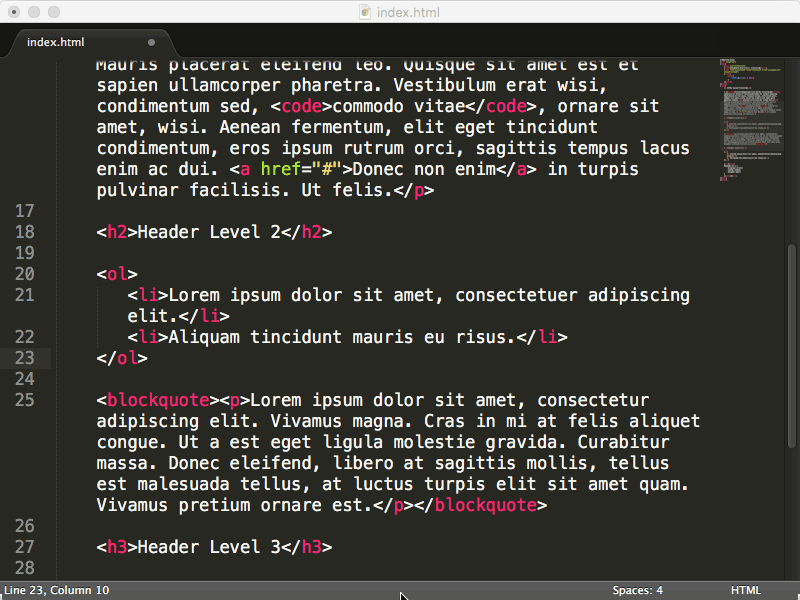 index.html
index.html
Mauris placerat eleifend leo. Quisque sit amet est et
sapien ullamcorper pharetra. Vestibulum erat wisi,
condimentum sed, <code>commodo vitae</code>, ornare sit
amet, wisi. Aenean fermentum, elit eget tincidunt
condimentum, eros ipsum rutrum orci, sagittis tempus lacus
enim ac dui. <a href="#">Donec non enim</a> in turpis
pulvinar facilisis. Ut felis.</p>
17
18 <h2>Header Level 2</h2>
19
20 <ol>
21 <li>Lorem ipsum dolor sit amet, consectetuer adipiscing
elit.</li>
22 <li>Aliquam tincidunt mauris eu risus.</li>
23 </ol>
24
25 <blockquote><p>Lorem ipsum dolor sit amet, consectetur
adipiscing elit. Vivamus magna. Cras in mi at felis aliquet
congue. Ut a est eget ligula molestie gravida. Curabitur
massa. Donec eleifend, libero at sagittis mollis, tellus
est malesuada tellus, at luctus turpis elit sit amet quam.
Vivamus pretium ornare est.</p></blockquote>
26
27 <h3>Header Level 3</h3>
28
Line 23, Column 10 Spaces: 4 HTML